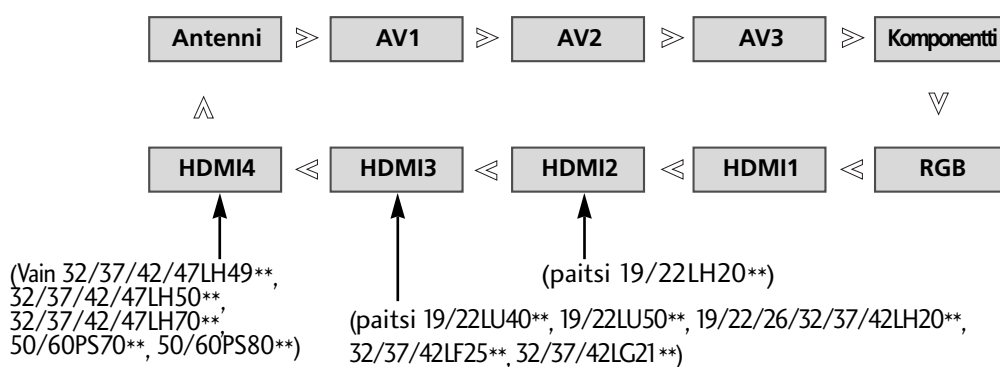 Antenni AV1 AV2 AV3 Komponentti
HDMI4 HDMI3 HDMI2 HDMI1 RGB
(Vain 32/37/42/47LH49**,
32/37/42/47LH50**,
32/37/42/47LH70**,
50/60PS70**, 50/60PS80**)
(paitsi 19/22LH20**)
(paitsi 19/22LU40**, 19/22LU50**, 19/22/26/32/37/42LH20**,
32/37/42LF25**, 32/37/42LG21**)